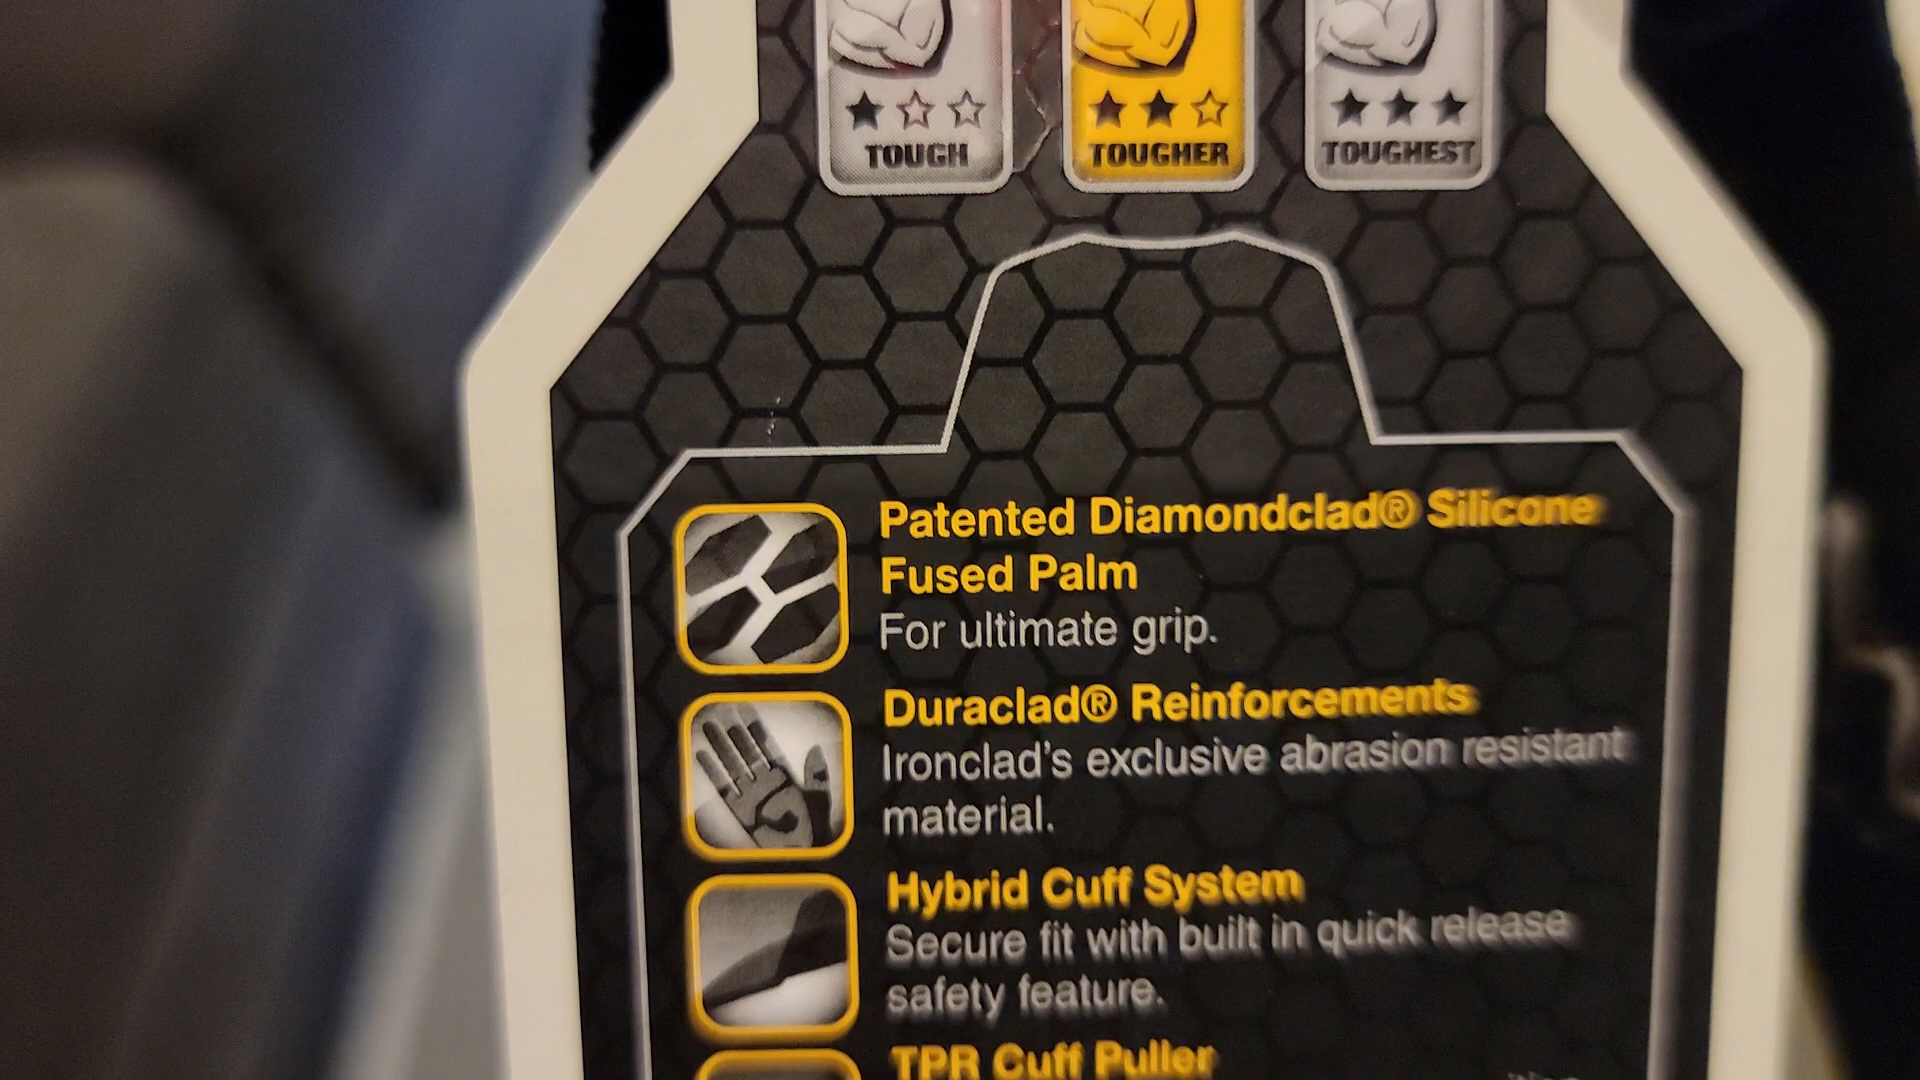 TOUGH TOUGHER TOUGHEST
Patented Diamondclad® Silicone
Fused Palm
For ultimate grip.
Duraclad® Reinforcements
Ironclad's exclusive abrasion resistant
material.
Hybrid Cuff System
Secure fit with built in quick release
safety feature.
TPR Cuff Puller